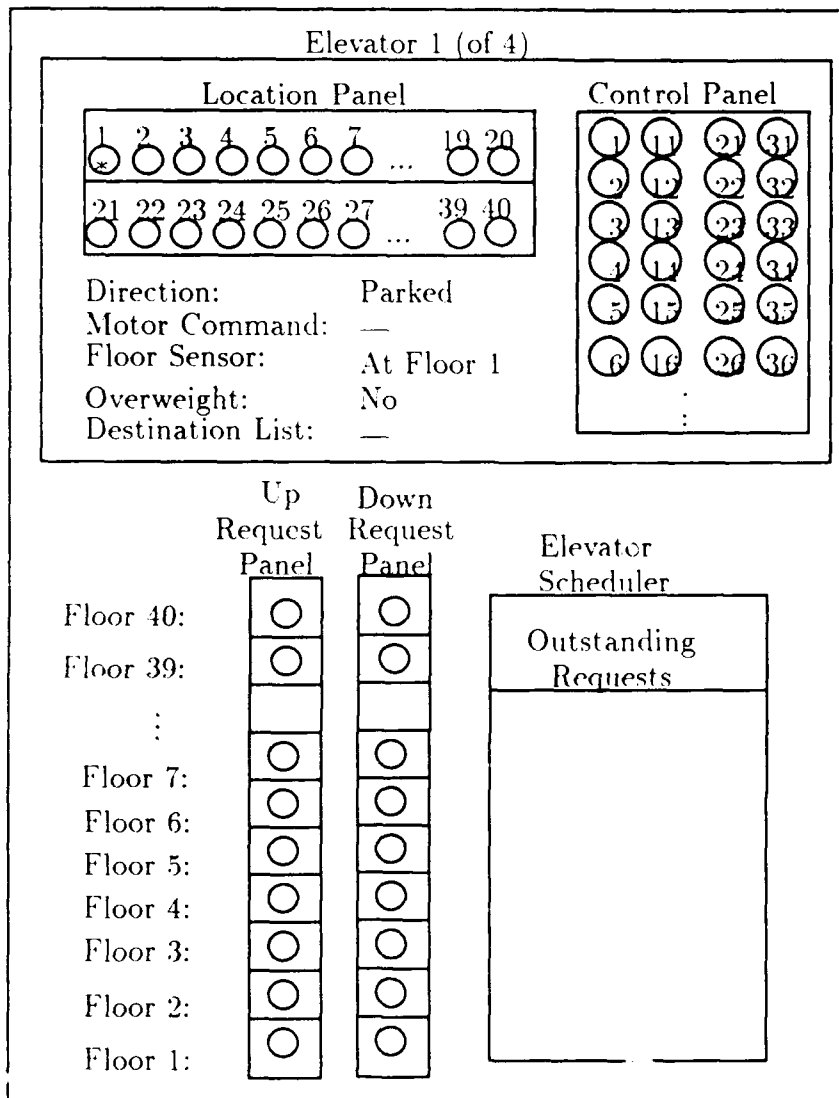 Elevator 1 (of 4)
Location Panel
1 2 3 4 5 6 7 19 20
*
...
21 22 23 24 25 26 27 39 40
...
Direction: Parked
Motor Command: —
Floor Sensor: At Floor 1
Overweight: No
Destination List: —
Control Panel
1 11 21 31
2 12 22 32
3 13 23 33
4 14 24 34
5 15 25 35
6 16 26 36
⋮
Up
Request
Panel
Down
Request
Panel
Floor 40:
Floor 39:
⋮
Floor 7:
Floor 6:
Floor 5:
Floor 4:
Floor 3:
Floor 2:
Floor 1:
Elevator
Scheduler
Outstanding
Requests